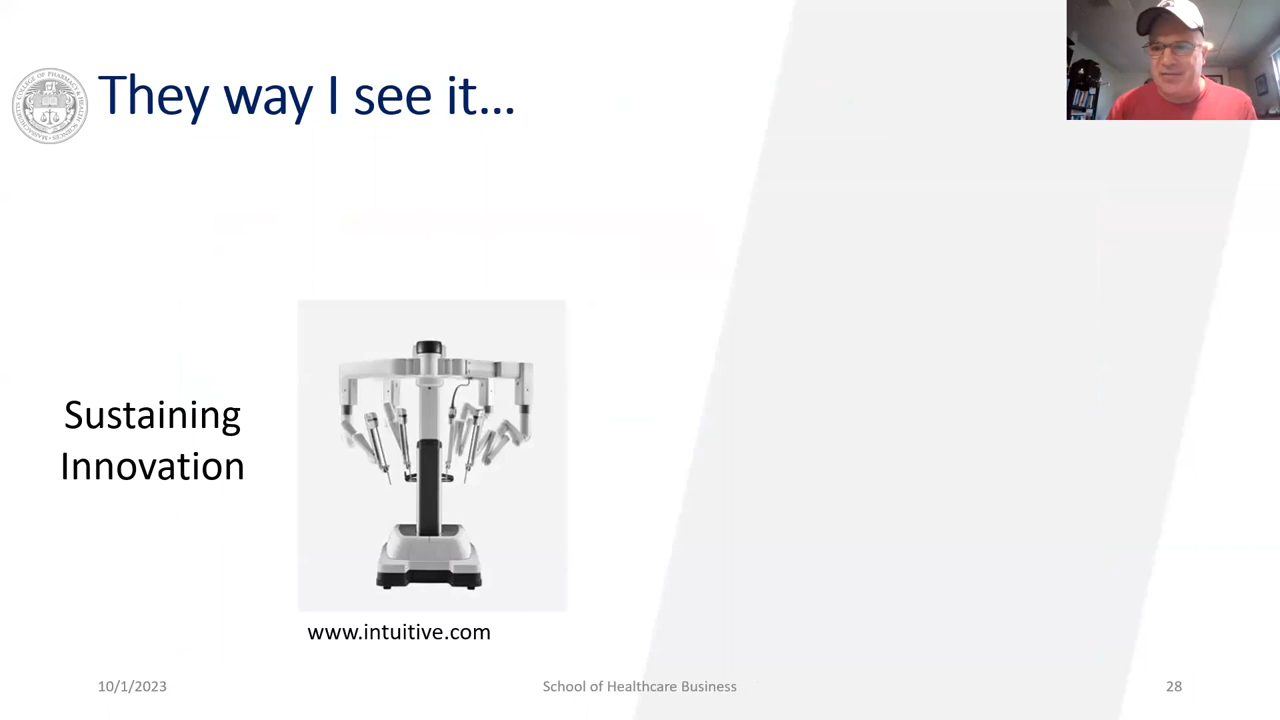 They way I see it...
Sustaining
Innovation
www.intuitive.com
10/1/2023
School of Healthcare Business
28